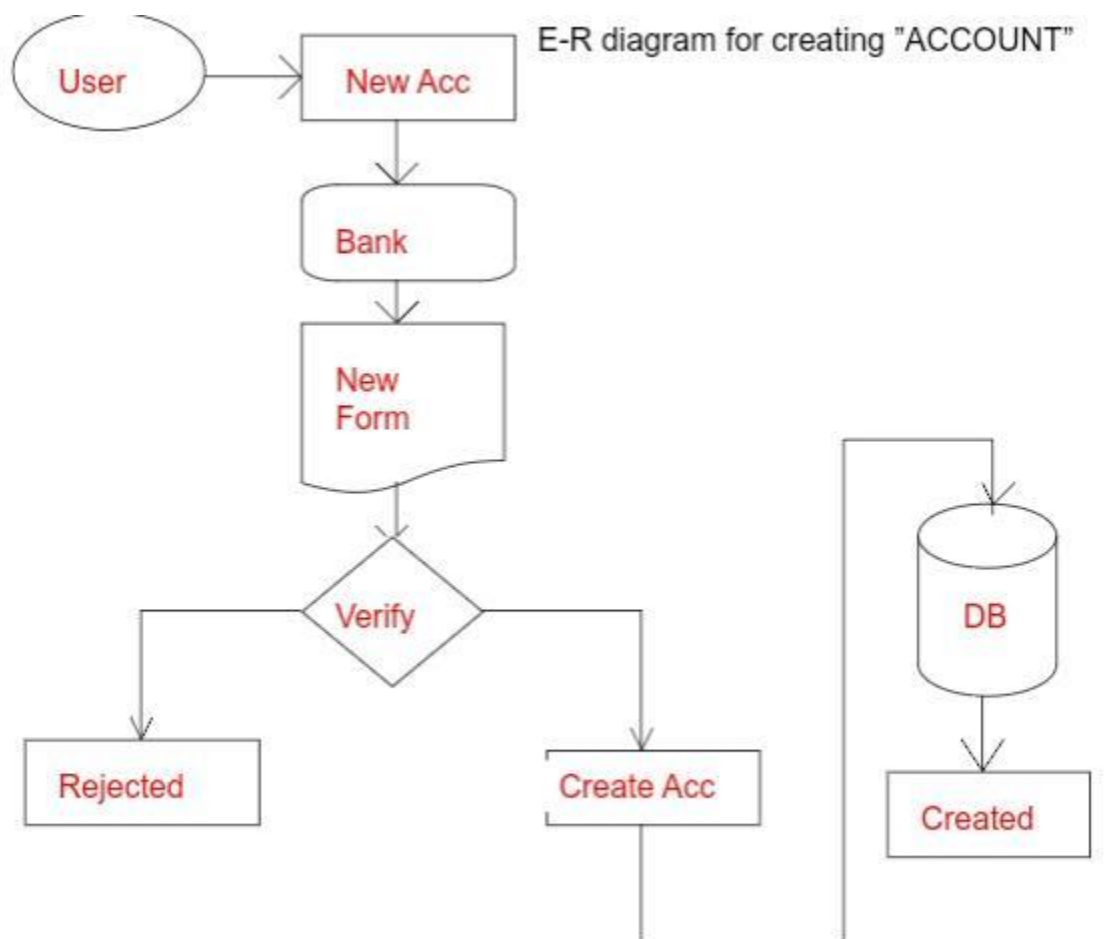 E-R diagram for creating ”ACCOUNT”
User
New Acc
Bank
New
Form
Verify
DB
Rejected
Create Acc
Created